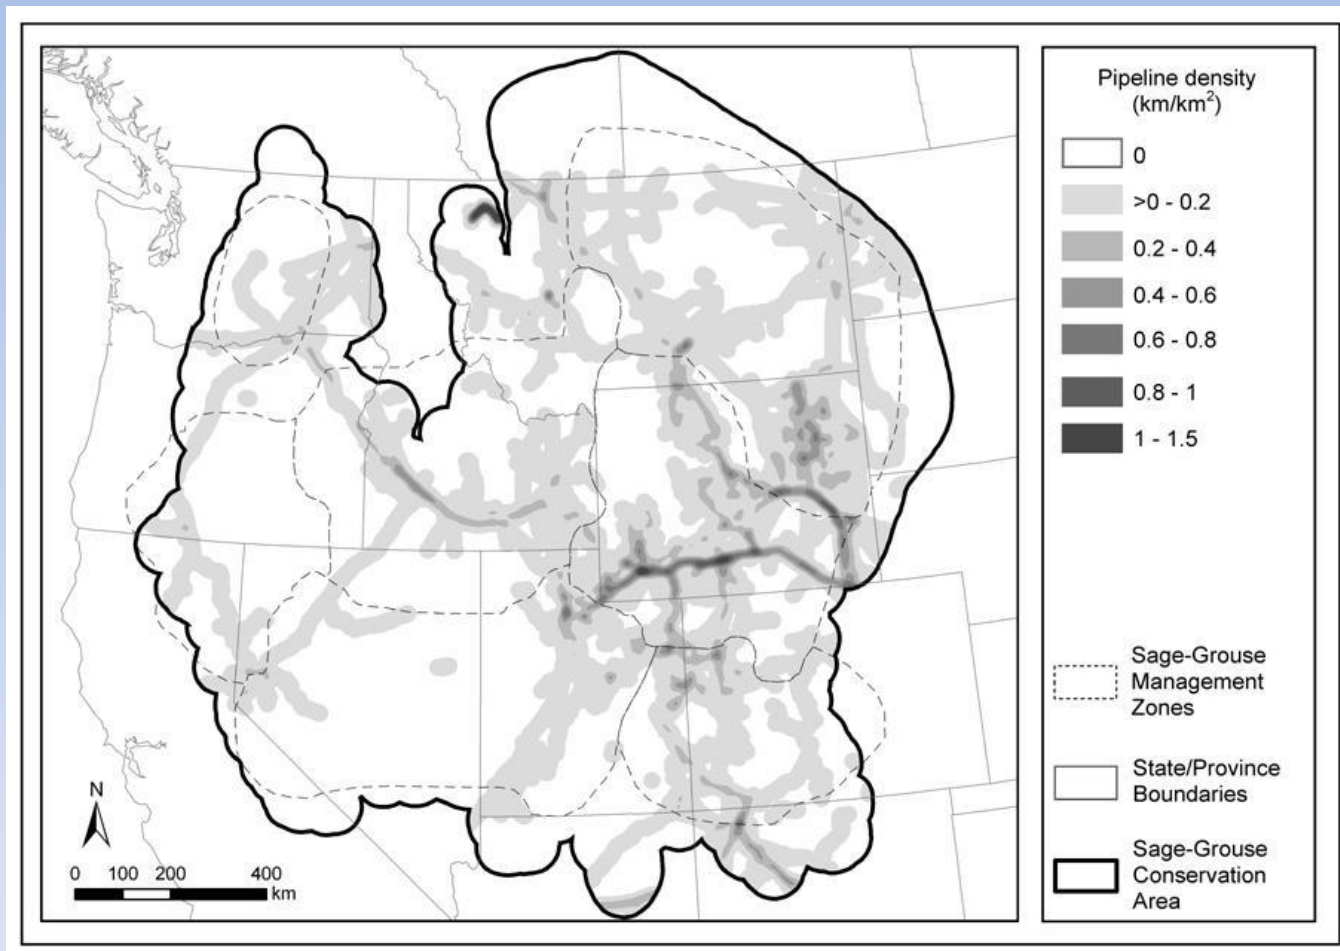 Pipeline density
(km/km²)
0
>0 - 0.2
0.2 - 0.4
0.4 - 0.6
0.6 - 0.8
0.8 - 1
1 - 1.5
Sage-Grouse
Management
Zones
State/Province
Boundaries
Sage-Grouse
Conservation
Area
N
0 100 200 400
km